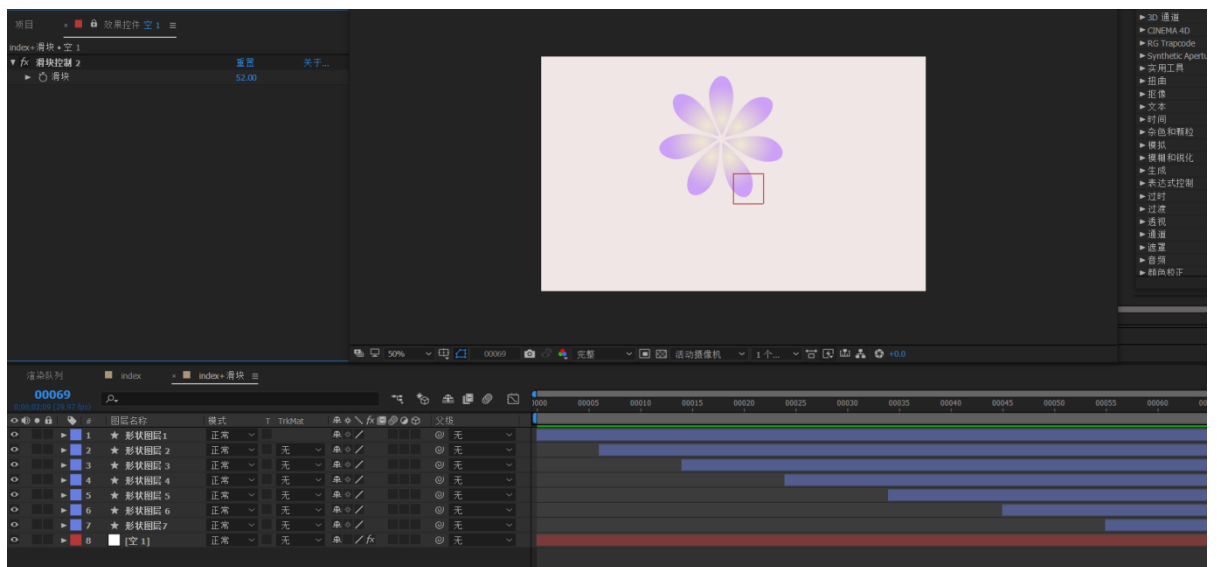 项目 × 效果控件 空 1 ≡
index+滑块 • 空 1
fx 滑块控制 2 重置 关于...
滑块 52.00
3D 通道
CINEMA 4D
RG Trapcode
Synthetic Apertu
实用工具
扭曲
抠像
文本
时间
杂色和颗粒
模拟
模糊和锐化
生成
表达式控制
过时
过渡
透视
通道
遮罩
音频
颜色校正
50% 00069 完整 活动摄像机 1个... +0.0
渲染队列 index × index+滑块 ≡
00069
0:00:02:09 (29.97 fps)
0000 00005 00010 00015 00020 00025 00030 00035 00040 00045 00050 00055 00060 00
# 图层名称 模式 T TrkMat fx 父级
1 ★ 形状图层1 正常 无
2 ★ 形状图层 2 正常 无 无
3 ★ 形状图层 3 正常 无 无
4 ★ 形状图层 4 正常 无 无
5 ★ 形状图层 5 正常 无 无
6 ★ 形状图层 6 正常 无 无
7 ★ 形状图层7 正常 无 无
8 [空 1] 正常 无 fx 无